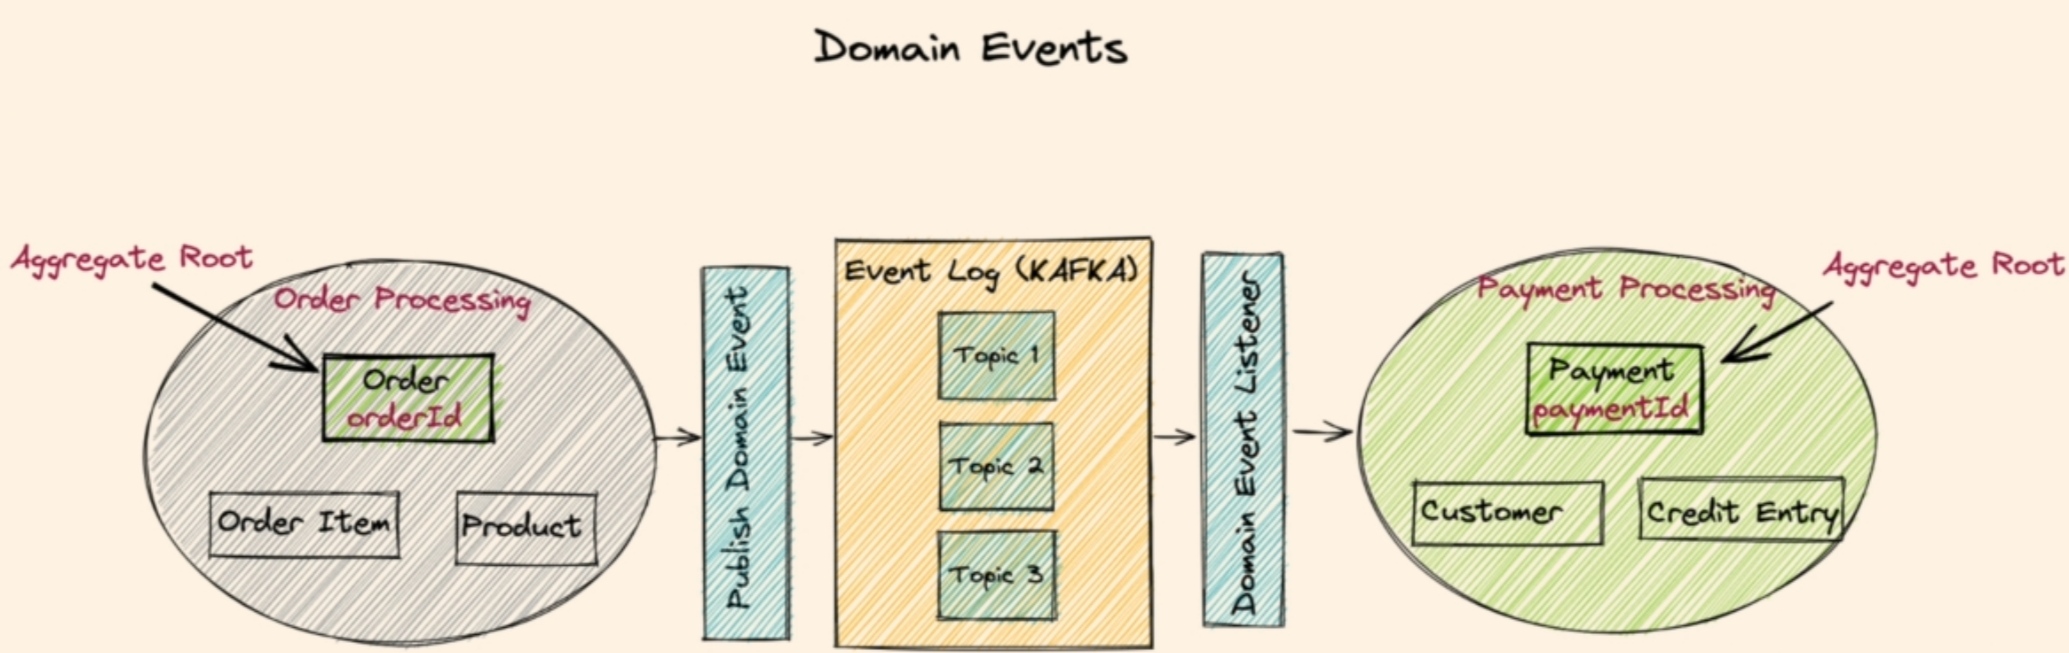 Domain Events
Aggregate Root
Order Processing
Order
orderId
Order Item
Product
Publish Domain Event
Event Log (KAFKA)
Topic 1
Topic 2
Topic 3
Domain Event Listener
Aggregate Root
Payment Processing
Payment
paymentId
Customer
Credit Entry